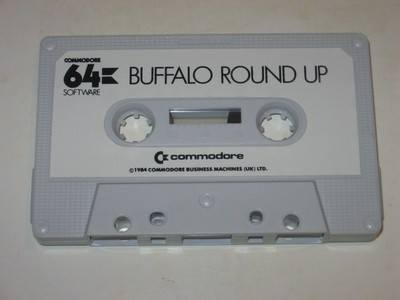 COMMODORE
64
SOFTWARE
BUFFALO ROUND UP
commodore
©1984 COMMODORE BUSINESS MACHINES (UK) LTD.